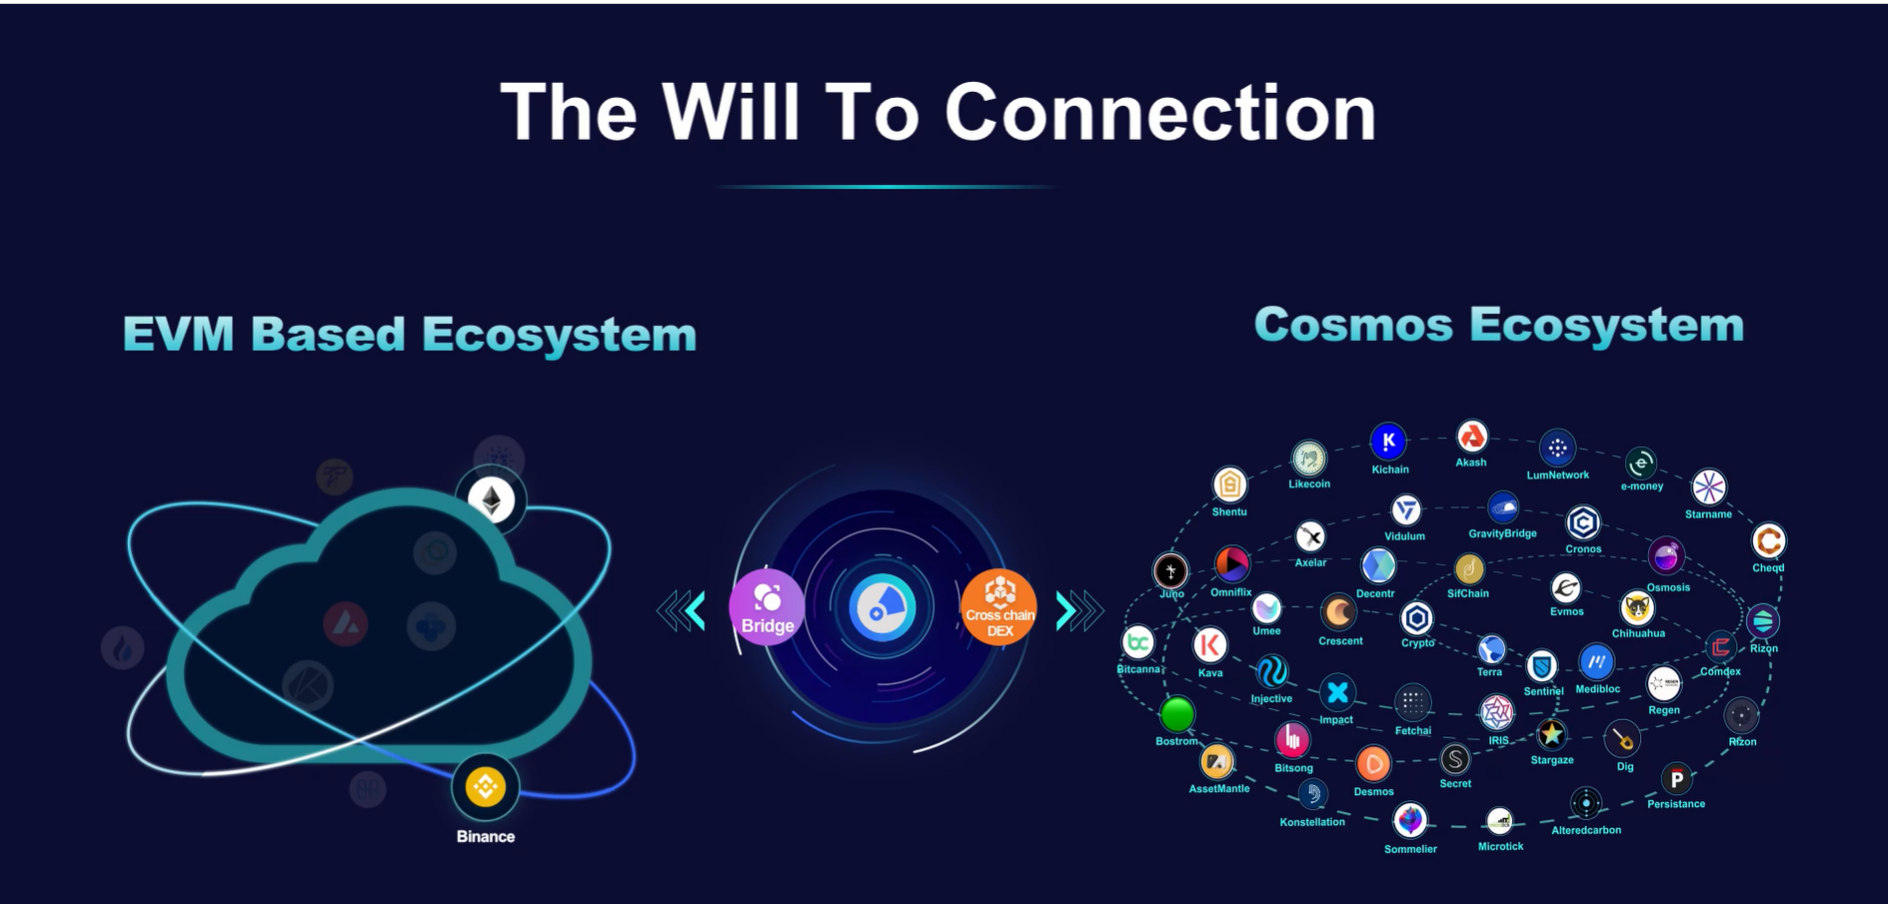 The Will To Connection
EVM Based Ecosystem
Cosmos Ecosystem
Binance
Bridge
Cross chain
DEX
Kichain
Akash
LumNetwork
e-money
Starname
Likecoin
Shentu
Vidulum
GravityBridge
Cronos
Cheqd
Axelar
Osmosis
Juno
Omniflix
Decentr
SifChain
Evmos
Chihuahua
Umee
Crescent
Crypto
Rizon
Bitcanna
Kava
Terra
Sentinel
Medibloc
Comdex
Injective
Impact
Fetchai
IRIS
Regen
Bostrom
Bitsong
Stargaze
Dig
Rizon
AssetMantle
Desmos
Secret
Persistance
Konstellation
Alteredcarbon
Sommelier
Microtick